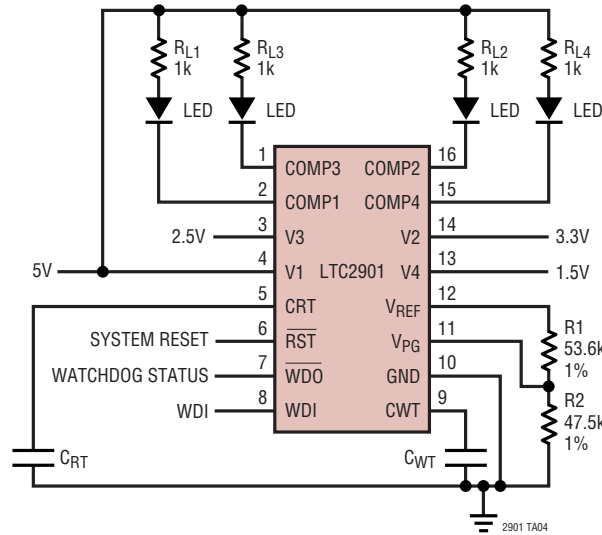 RL1
1k
RL3
1k
RL2
1k
RL4
1k
LED
LED
LED
LED
1
COMP3
COMP2
16
2
COMP1
COMP4
15
2.5V
3
V3
V2
14
3.3V
5V
4
V1
LTC2901
V4
13
1.5V
5
CRT
VREF
12
SYSTEM RESET
6
RST
VPG
11
R1
53.6k
1%
WATCHDOG STATUS
7
WDO
GND
10
WDI
8
WDI
CWT
9
R2
47.5k
1%
CRT
CWT
2901 TA04